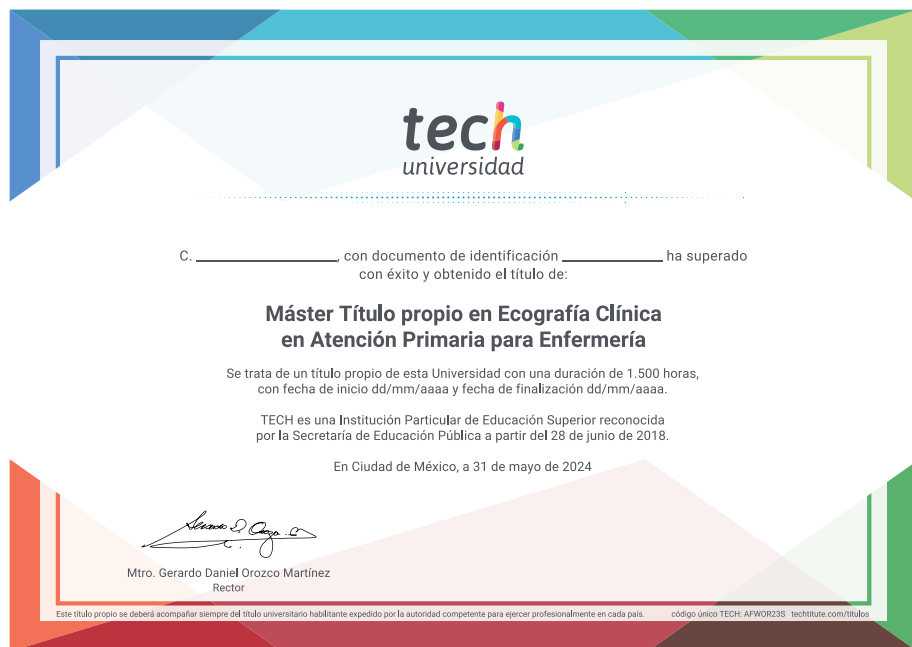 tech
universidad
C. ____________________, con documento de identificación ______________ ha superado
con éxito y obtenido el título de:
Máster Título propio en Ecografía Clínica
en Atención Primaria para Enfermería
Se trata de un título propio de esta Universidad con una duración de 1.500 horas,
con fecha de inicio dd/mm/aaaa y fecha de finalización dd/mm/aaaa.
TECH es una Institución Particular de Educación Superior reconocida
por la Secretaría de Educación Pública a partir del 28 de junio de 2018.
En Ciudad de México, a 31 de mayo de 2024
Mtro. Gerardo Daniel Orozco Martínez
Rector
Este título propio se deberá acompañar siempre del título universitario habilitante expedido por la autoridad competente para ejercer profesionalmente en cada país. código único TECH: AFWOR23S techtitute.com/titulos